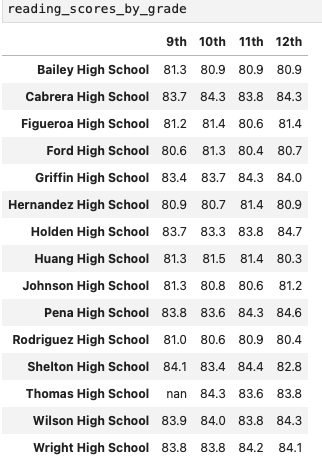 reading_scores_by_grade
9th 10th 11th 12th
Bailey High School 81.3 80.9 80.9 80.9
Cabrera High School 83.7 84.3 83.8 84.3
Figueroa High School 81.2 81.4 80.6 81.4
Ford High School 80.6 81.3 80.4 80.7
Griffin High School 83.4 83.7 84.3 84.0
Hernandez High School 80.9 80.7 81.4 80.9
Holden High School 83.7 83.3 83.8 84.7
Huang High School 81.3 81.5 81.4 80.3
Johnson High School 81.3 80.8 80.6 81.2
Pena High School 83.8 83.6 84.3 84.6
Rodriguez High School 81.0 80.6 80.9 80.4
Shelton High School 84.1 83.4 84.4 82.8
Thomas High School nan 84.3 83.6 83.8
Wilson High School 83.9 84.0 83.8 84.3
Wright High School 83.8 83.8 84.2 84.1